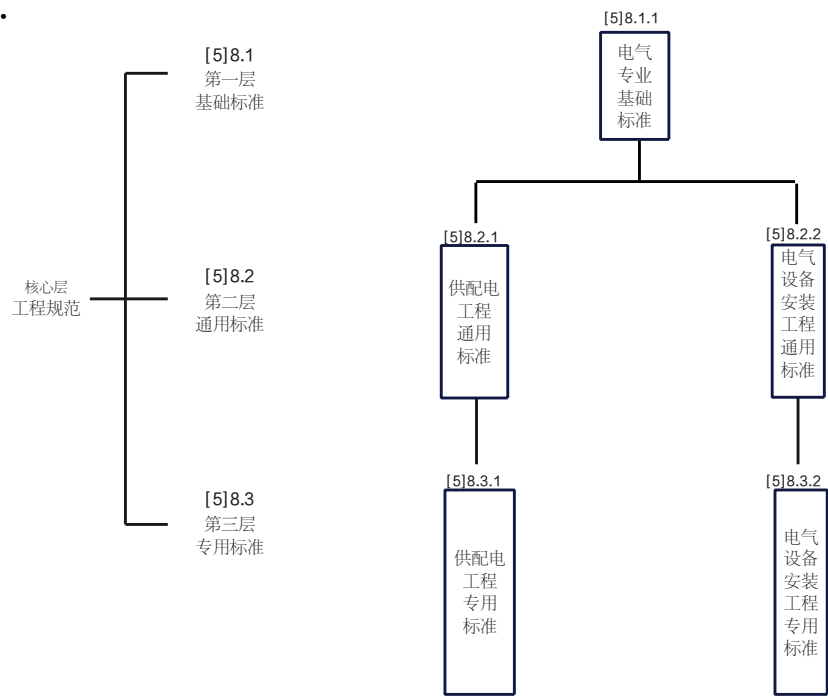 [5]8.1
第一层
基础标准
核心层
工程规范
[5]8.2
第二层
通用标准
[5]8.3
第三层
专用标准
[5]8.1.1
电气
专业
基础
标准
[5]8.2.1
供配电
工程
通用
标准
[5]8.2.2
电气
设备
安装
工程
通用
标准
[5]8.3.1
供配电
工程
专用
标准
[5]8.3.2
电气
设备
安装
工程
专用
标准